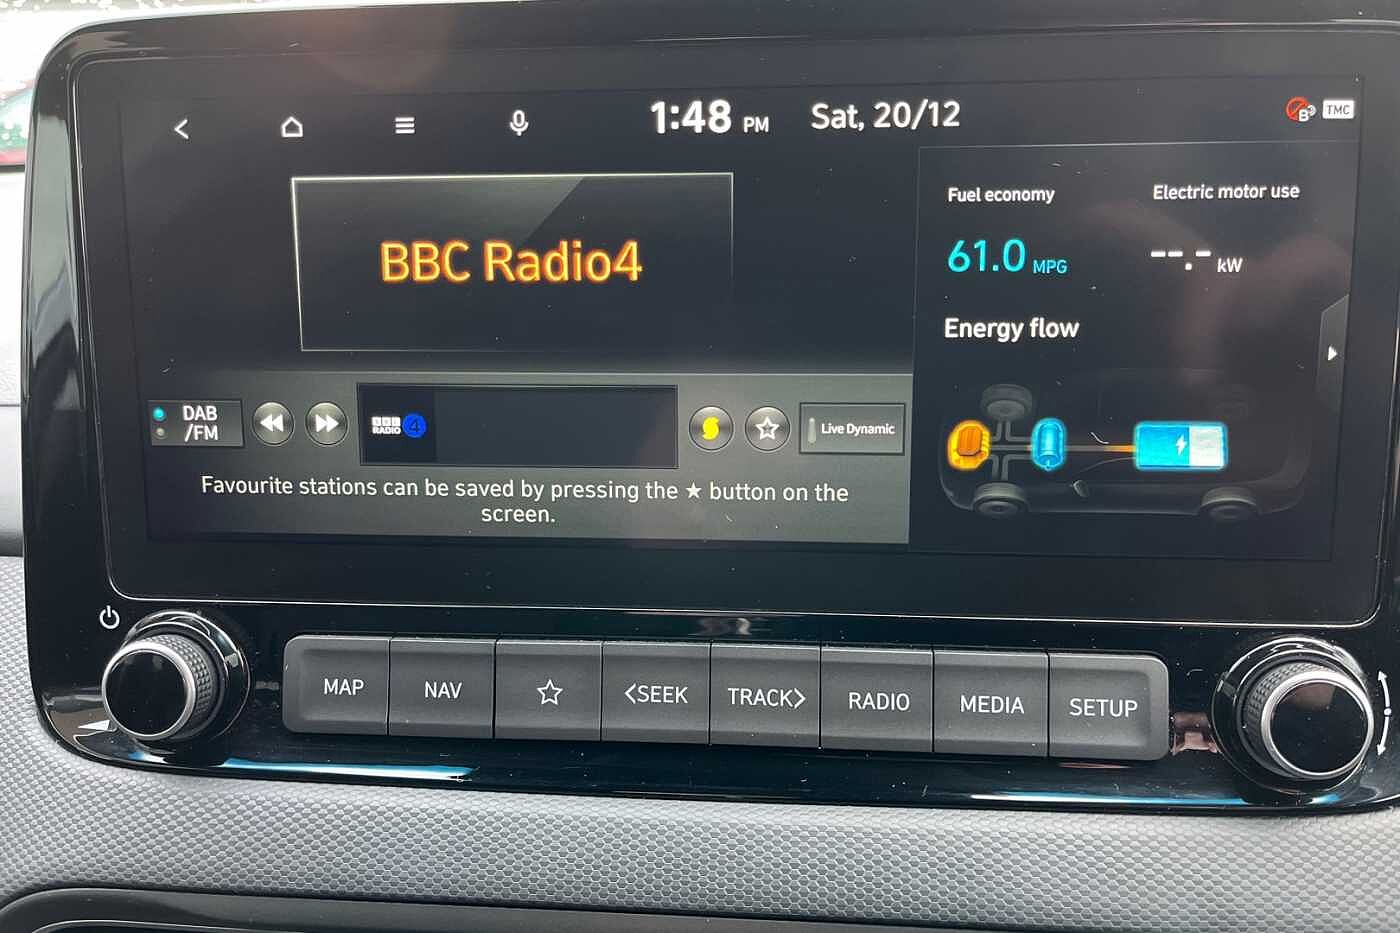 1:48 PM Sat, 20/12
B TMC
BBC Radio4
Fuel economy
Electric motor use
61.0 MPG
--.- kW
Energy flow
DAB
/FM
BBC
RADIO 4
Live Dynamic
Favourite stations can be saved by pressing the ★ button on the
screen.
MAP NAV <SEEK TRACK> RADIO MEDIA SETUP